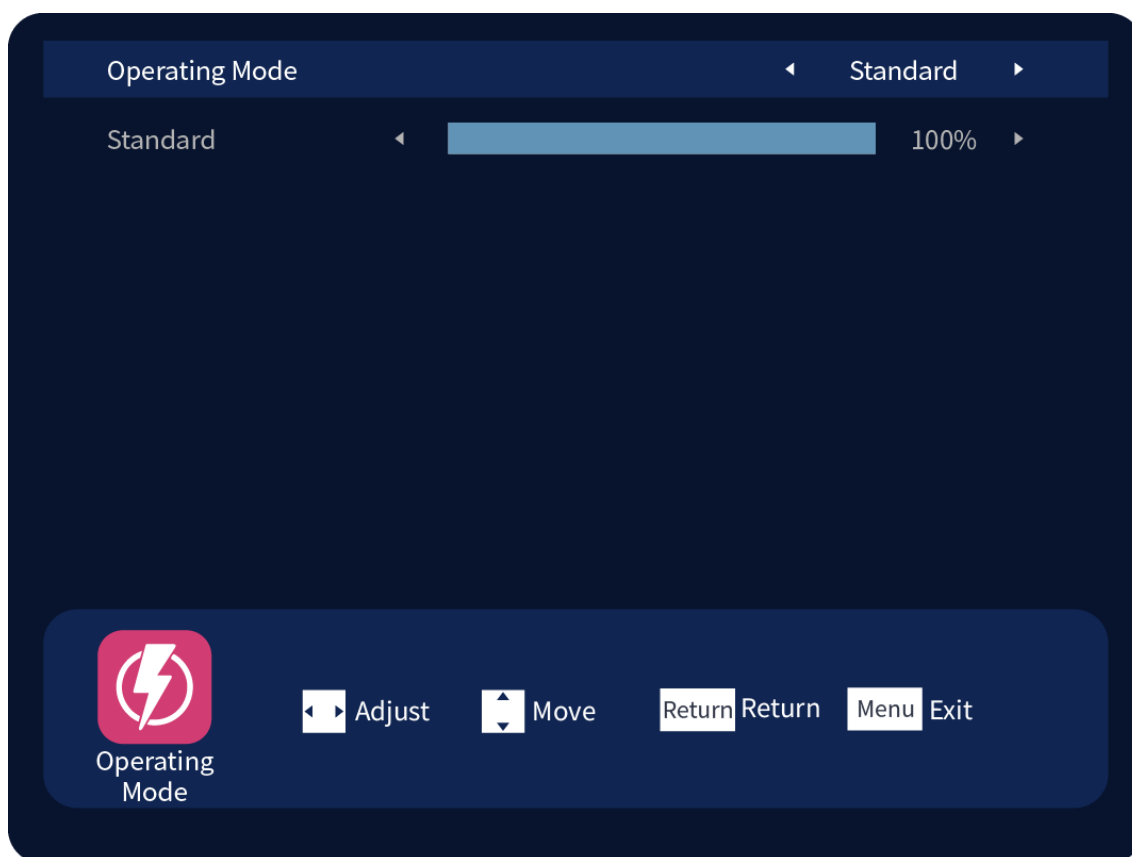 Operating Mode Standard
Standard 100%
Adjust Move Return Return Menu Exit
Operating
Mode